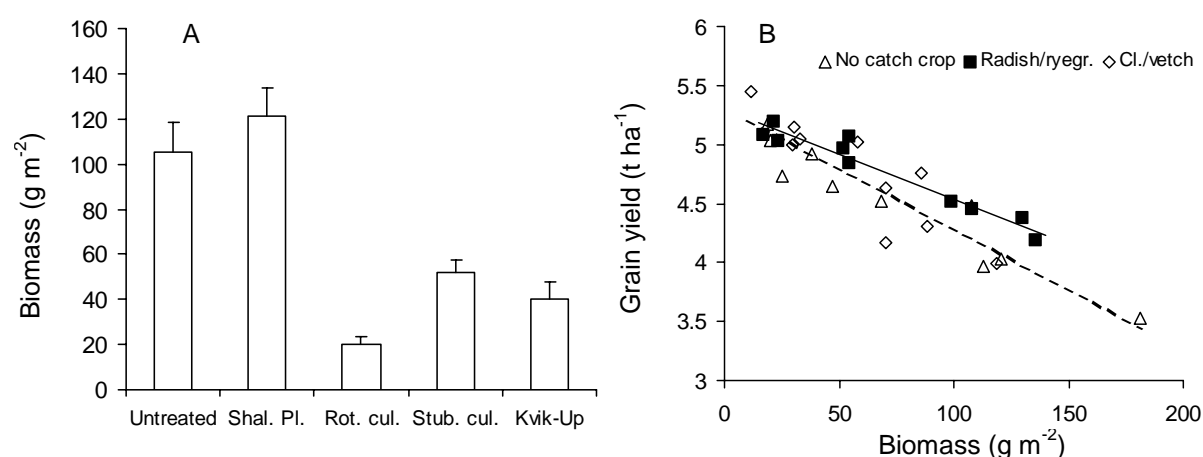 A
Biomass (g m⁻²)
160
140
120
100
80
60
40
20
0
Untreated Shal. Pl. Rot. cul. Stub. cul. Kvik-Up
B
△ No catch crop ■ Radish/ryegr. ◇ Cl./vetch
Grain yield (t ha⁻¹)
6
5.5
5
4.5
4
3.5
3
0 50 100 150 200
Biomass (g m⁻²)